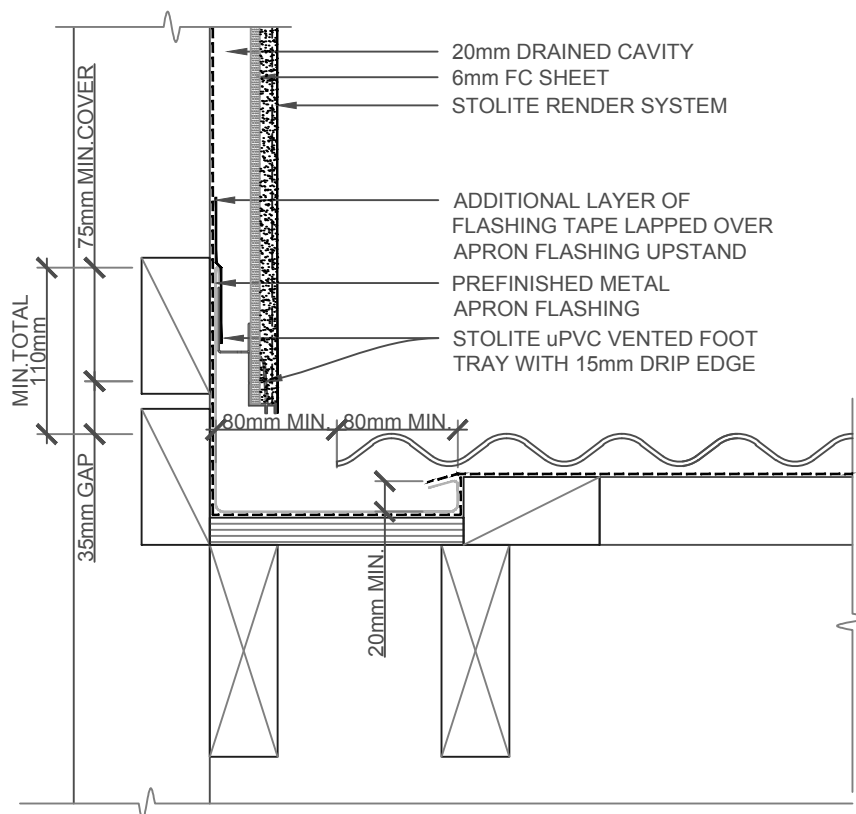 20mm DRAINED CAVITY
6mm FC SHEET
STOLITE RENDER SYSTEM
ADDITIONAL LAYER OF
FLASHING TAPE LAPPED OVER
APRON FLASHING UPSTAND
PREFINISHED METAL
APRON FLASHING
STOLITE uPVC VENTED FOOT
TRAY WITH 15mm DRIP EDGE
75mm MIN.COVER
MIN.TOTAL
110mm
35mm GAP
80mm MIN.
80mm MIN.
20mm MIN.